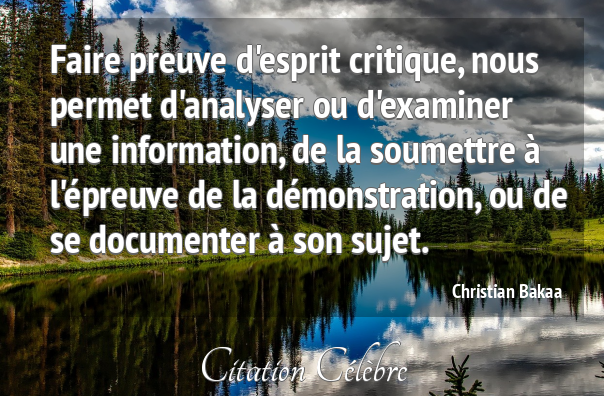 Faire preuve d'esprit critique, nous
permet d'analyser ou d'examiner
une information, de la soumettre à
l'épreuve de la démonstration, ou de
se documenter à son sujet.
Christian Bakaa
Citation Célèbre